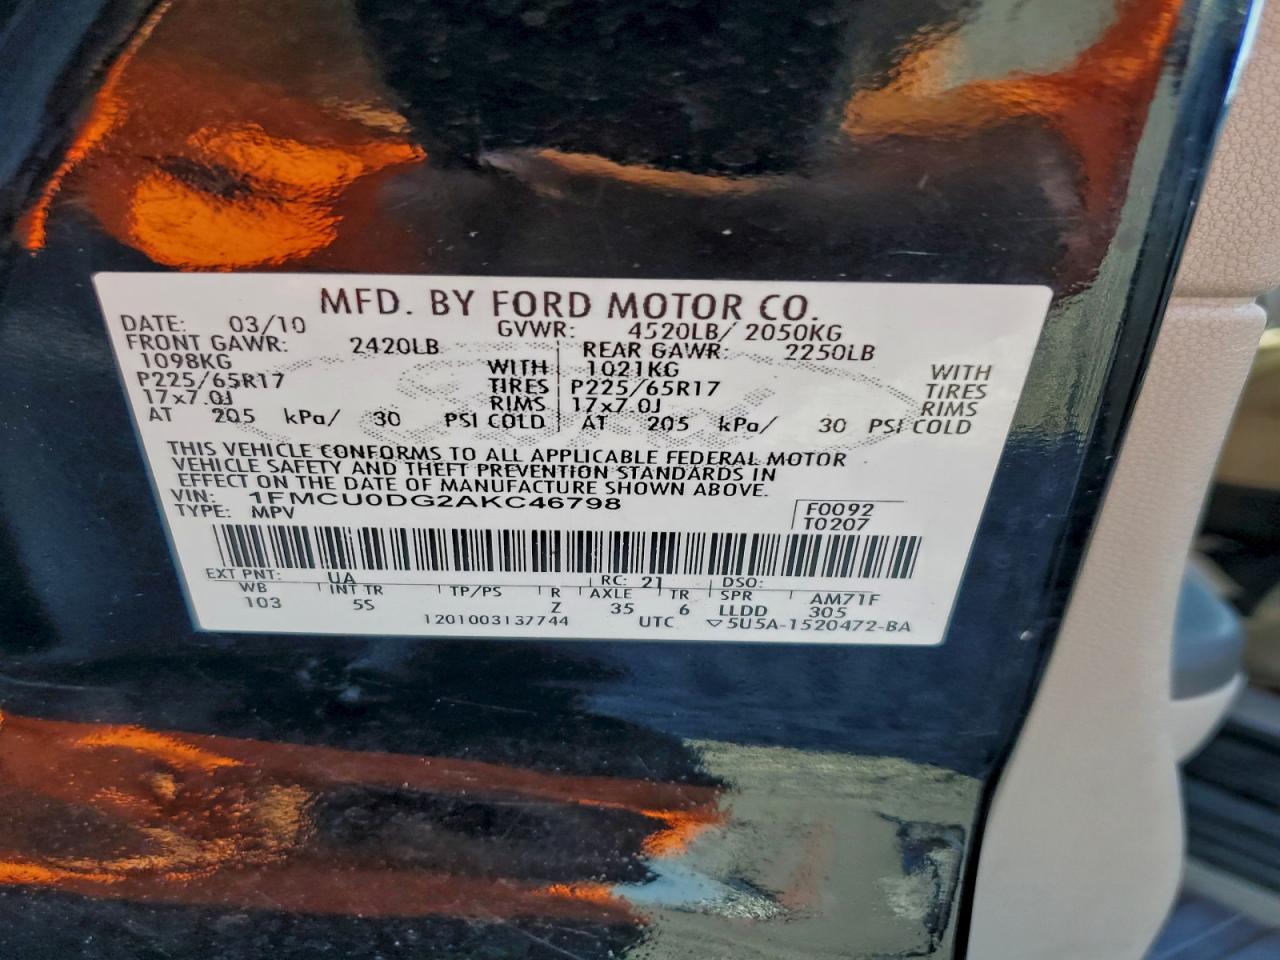 MFD. BY FORD MOTOR CO.
DATE: 03/10 GVWR: 4520LB/ 2050KG
FRONT GAWR: 2420LB REAR GAWR: 2250LB
1098KG WITH 1021KG WITH
P225/65R17 TIRES P225/65R17 TIRES
17x7.0J RIMS 17x7.0J RIMS
AT 205 kPa/ 30 PSI COLD AT 205 kPa/ 30 PSI COLD
THIS VEHICLE CONFORMS TO ALL APPLICABLE FEDERAL MOTOR
VEHICLE SAFETY AND THEFT PREVENTION STANDARDS IN
EFFECT ON THE DATE OF MANUFACTURE SHOWN ABOVE.
VIN: 1FMCU0DG2AKC46798
TYPE: MPV
F0092
T0207
EXT PNT: UA RC: 21 DSO:
WB INT TR TP/PS R AXLE TR SPR AM71F
103 5S Z 35 6 LLDD 305
1201003137744 UTC ▽5U5A-1520472-BA